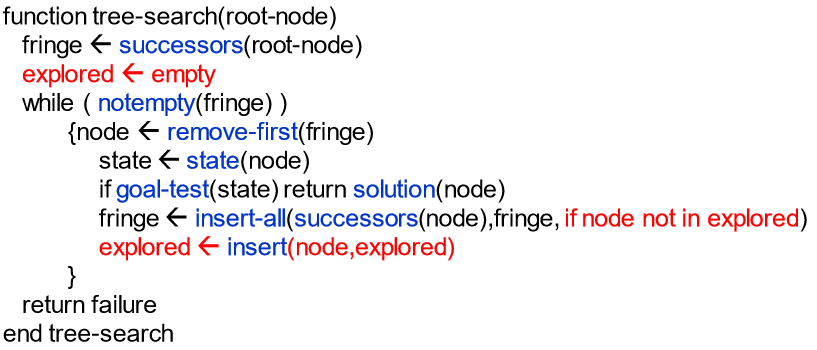 function tree-search(root-node)
fringe ← successors(root-node)
explored ← empty
while ( notempty(fringe) )
{node ← remove-first(fringe)
state ← state(node)
if goal-test(state) return solution(node)
fringe ← insert-all(successors(node),fringe, if node not in explored)
explored ← insert(node,explored)
}
return failure
end tree-search